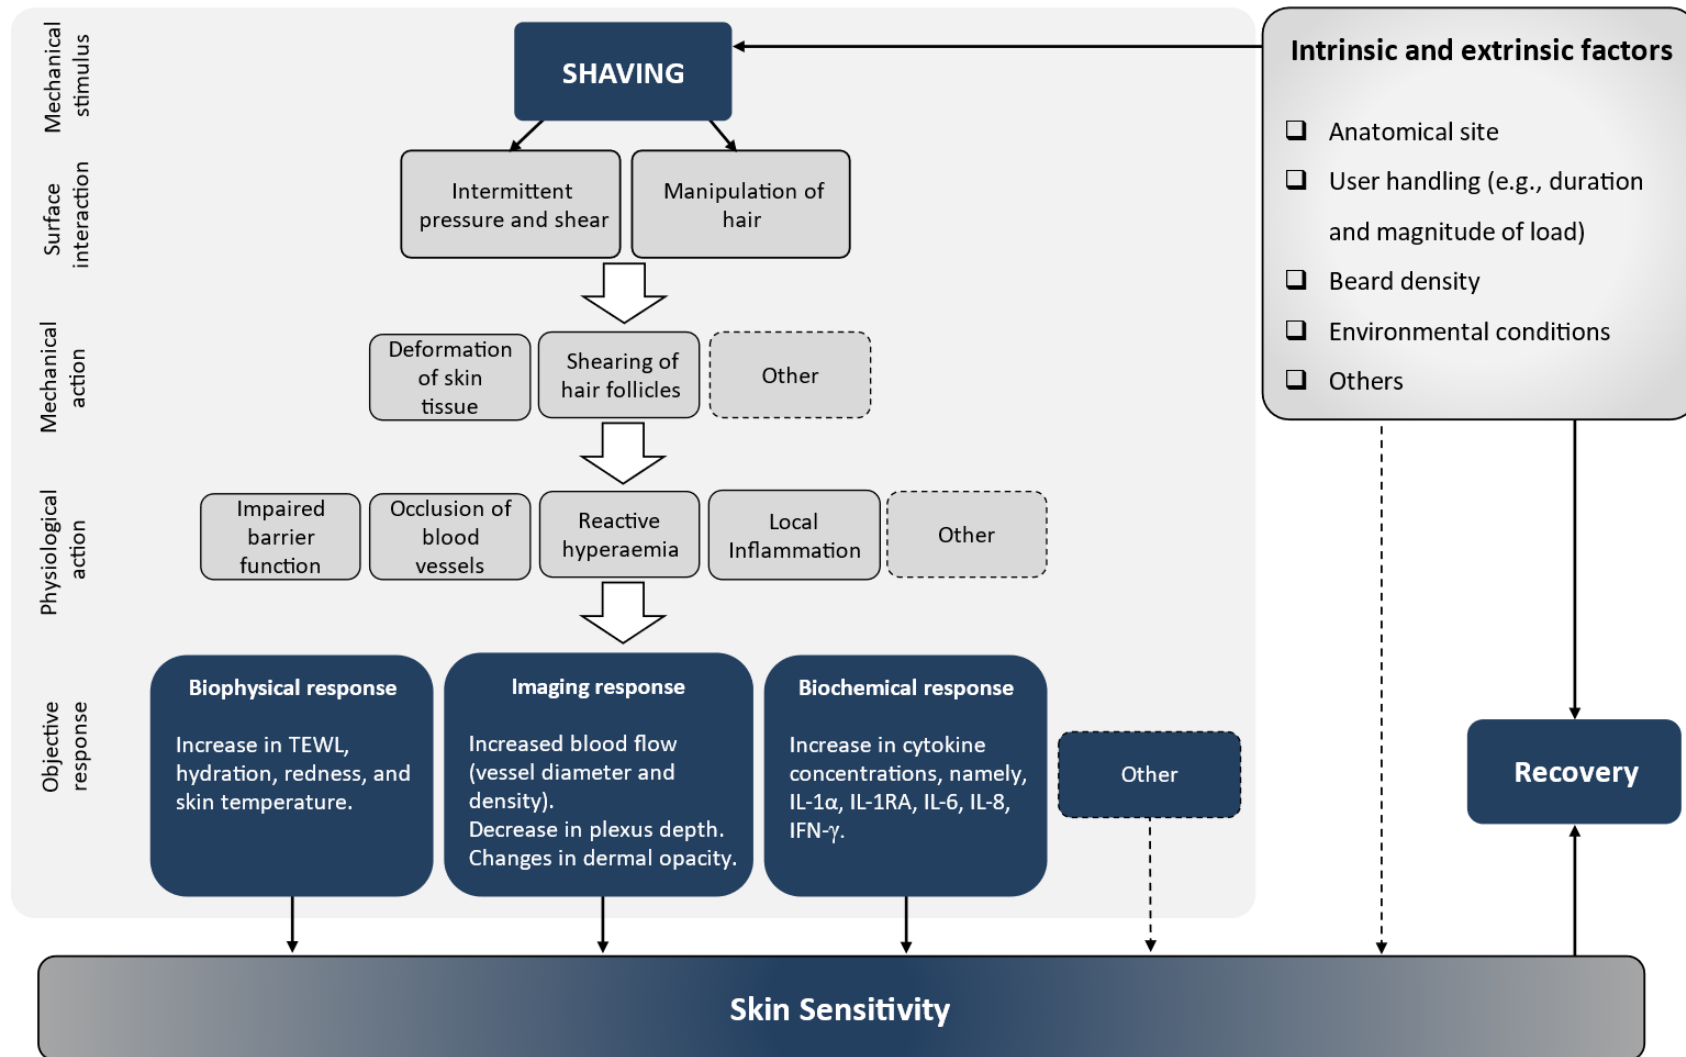 Mechanical
stimulus
SHAVING
Intrinsic and extrinsic factors
❑ Anatomical site
❑ User handling (e.g., duration
and magnitude of load)
❑ Beard density
❑ Environmental conditions
❑ Others
Surface
interaction
Intermittent
pressure and shear
Manipulation of
hair
Mechanical
action
Deformation
of skin
tissue
Shearing of
hair follicles
Other
Physiological
action
Impaired
barrier
function
Occlusion of
blood
vessels
Reactive
hyperaemia
Local
Inflammation
Other
Objective
response
Biophysical response
Increase in TEWL,
hydration, redness, and
skin temperature.
Imaging response
Increased blood flow
(vessel diameter and
density).
Decrease in plexus depth.
Changes in dermal opacity.
Biochemical response
Increase in cytokine
concentrations, namely,
IL-1α, IL-1RA, IL-6, IL-8,
IFN-γ.
Other
Recovery
Skin Sensitivity